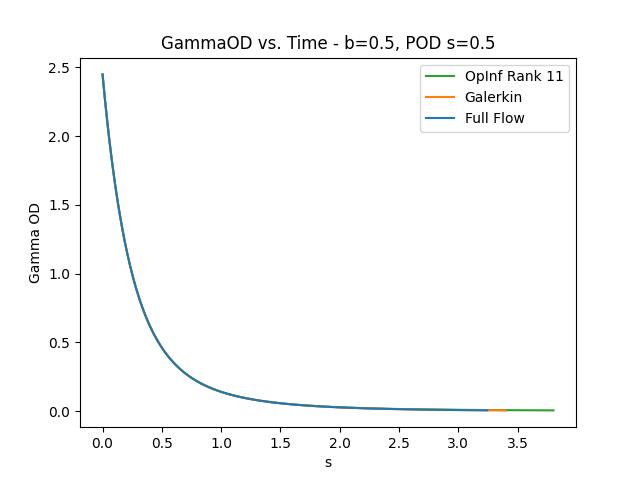 GammaOD vs. Time - b=0.5, POD s=0.5
OpInf Rank 11
Galerkin
Full Flow
Gamma OD
2.5
2.0
1.5
1.0
0.5
0.0
0.0 0.5 1.0 1.5 2.0 2.5 3.0 3.5
s